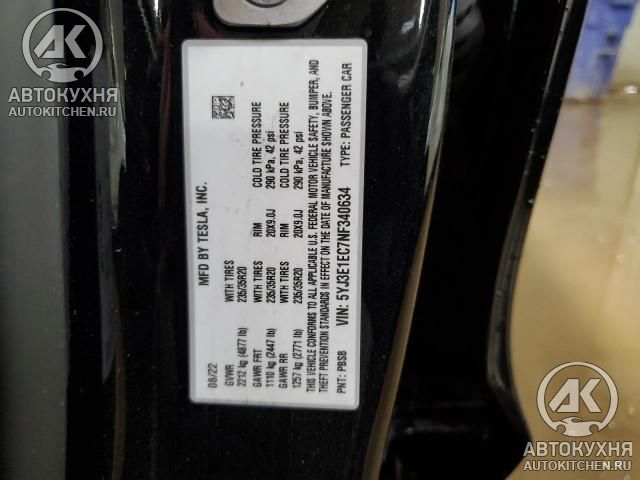 AK
АВТОКУХНЯ
AUTOKITCHEN.RU
MFD BY TESLA, INC.
08/22
GVWR WITH TIRES RIM COLD TIRE PRESSURE
2212 kg (4877 lb) 235/35R20 20X9.0J 290 kPa, 42 psi
GAWR FRT WITH TIRES RIM COLD TIRE PRESSURE
1110 kg (2447 lb) 235/35R20 20X9.0J 290 kPa, 42 psi
GAWR RR
1257 kg (2771 lb) 235/35R20
THIS VEHICLE CONFORMS TO ALL APPLICABLE U.S. FEDERAL MOTOR VEHICLE SAFETY, BUMPER, AND
THEFT PREVENTION STANDARDS IN EFFECT ON THE DATE OF MANUFACTURE SHOWN ABOVE.
VIN: 5YJ3E1EC7NF340634 TYPE: PASSENGER CAR
PNT: PBSB
AK
АВТОКУХНЯ
AUTOKITCHEN.RU